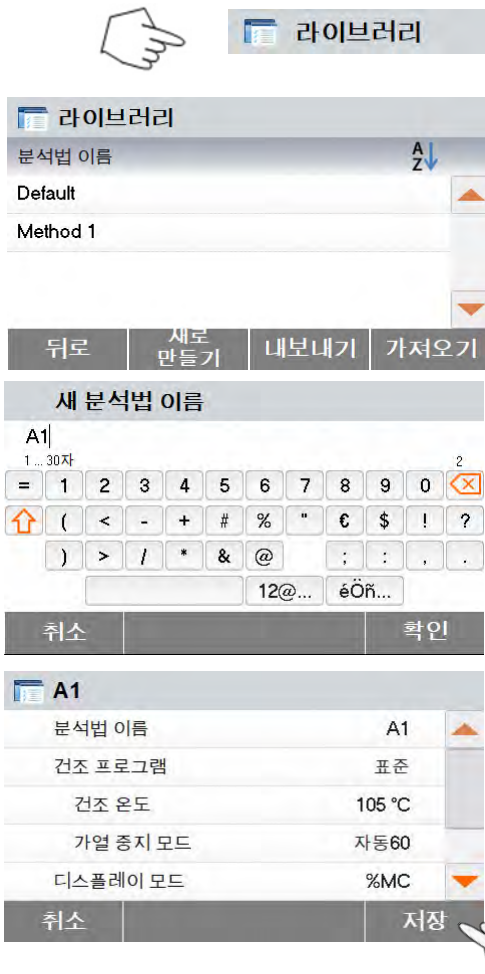 라이브러리
라이브러리
분석법 이름
A
Z
Default
Method 1
뒤로 새로 만들기 내보내기 가져오기
새 분석법 이름
A1
1 ... 30자 2
= 1 2 3 4 5 6 7 8 9 0
( < - + # % " € $ ! ?
) > / * & @ ; : , .
12@... éÖñ...
취소 확인
A1
분석법 이름 A1
건조 프로그램 표준
건조 온도 105 °C
가열 중지 모드 자동60
디스플레이 모드 %MC
취소 저장